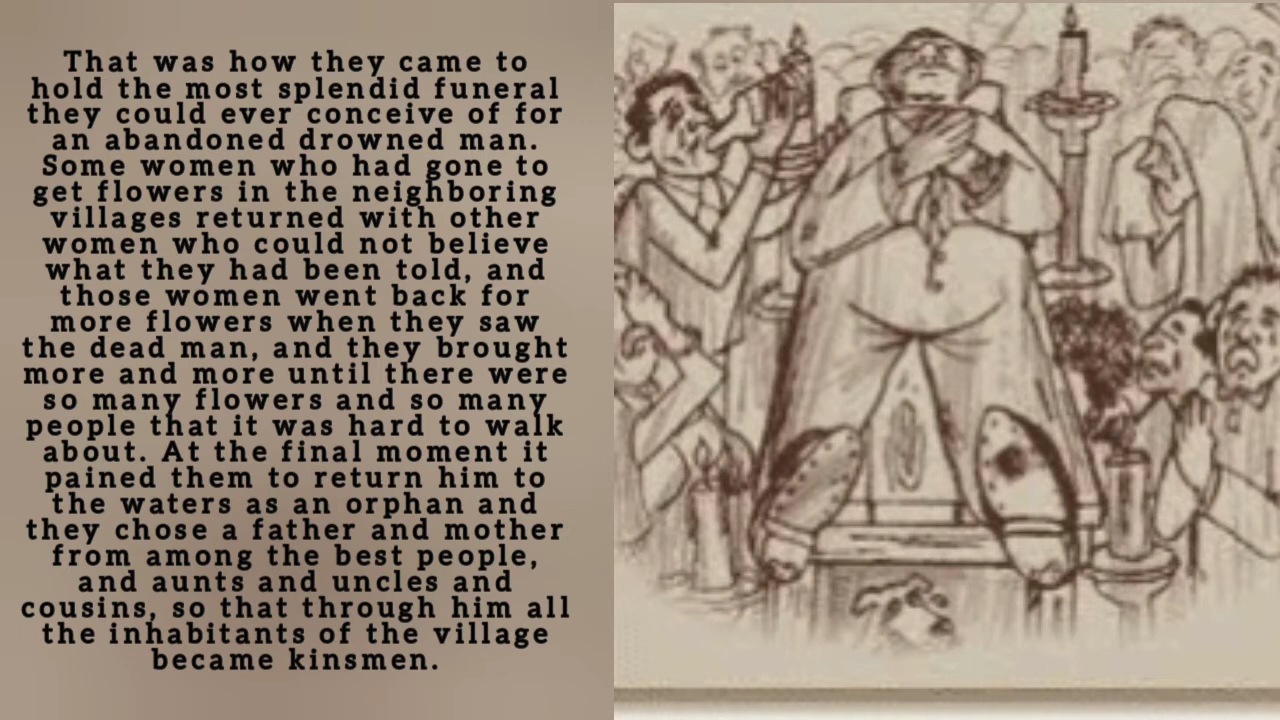 That was how they came to
hold the most splendid funeral
they could ever conceive of for
an abandoned drowned man.
Some women who had gone to
get flowers in the neighboring
villages returned with other
women who could not believe
what they had been told, and
those women went back for
more flowers when they saw
the dead man, and they brought
more and more until there were
so many flowers and so many
people that it was hard to walk
about. At the final moment it
pained them to return him to
the waters as an orphan and
they chose a father and mother
from among the best people,
and aunts and uncles and
cousins, so that through him all
the inhabitants of the village
became kinsmen.